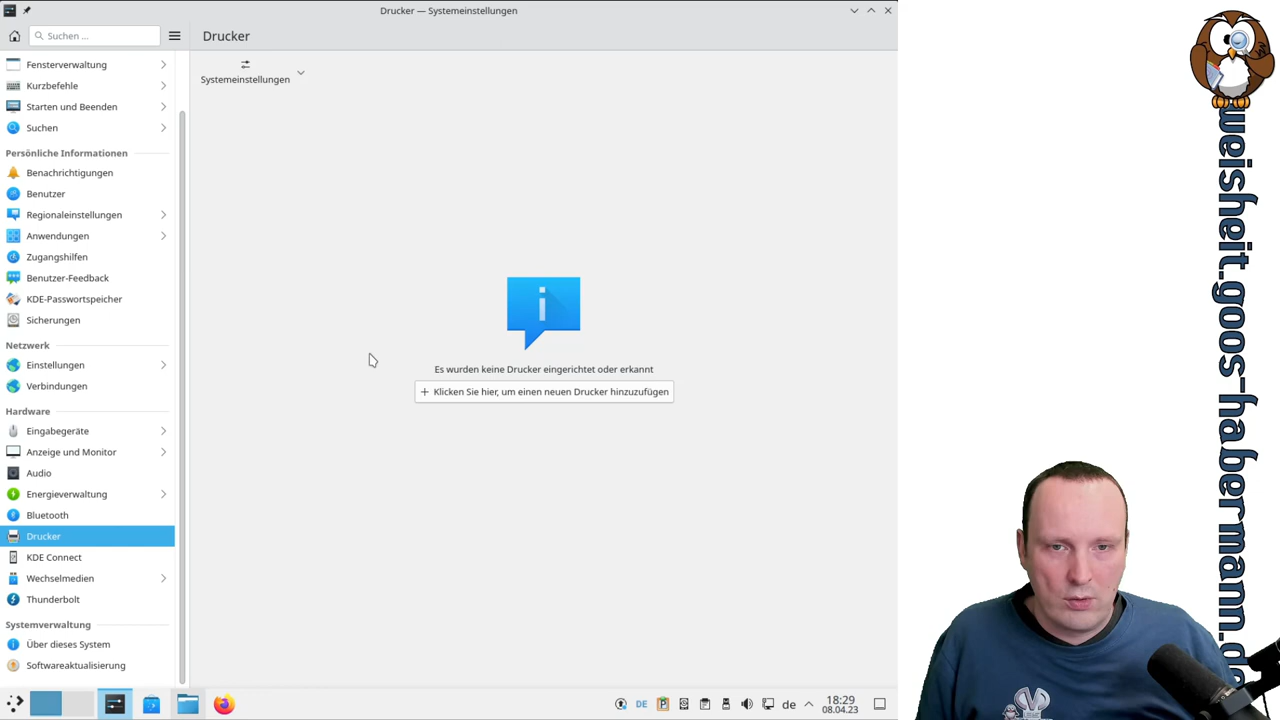 Drucker — Systemeinstellungen
Suchen ...
Drucker
Systemeinstellungen
Fensterverwaltung
Kurzbefehle
Starten und Beenden
Suchen
Persönliche Informationen
Benachrichtigungen
Benutzer
Regionaleinstellungen
Anwendungen
Zugangshilfen
Benutzer-Feedback
KDE-Passwortspeicher
Sicherungen
Netzwerk
Einstellungen
Verbindungen
Hardware
Eingabegeräte
Anzeige und Monitor
Audio
Energieverwaltung
Bluetooth
Drucker
KDE Connect
Wechselmedien
Thunderbolt
Systemverwaltung
Über dieses System
Softwareaktualisierung
Es wurden keine Drucker eingerichtet oder erkannt
Klicken Sie hier, um einen neuen Drucker hinzuzufügen
DE
de
18:29
08.04.23
weisheit.goos-habermann.de